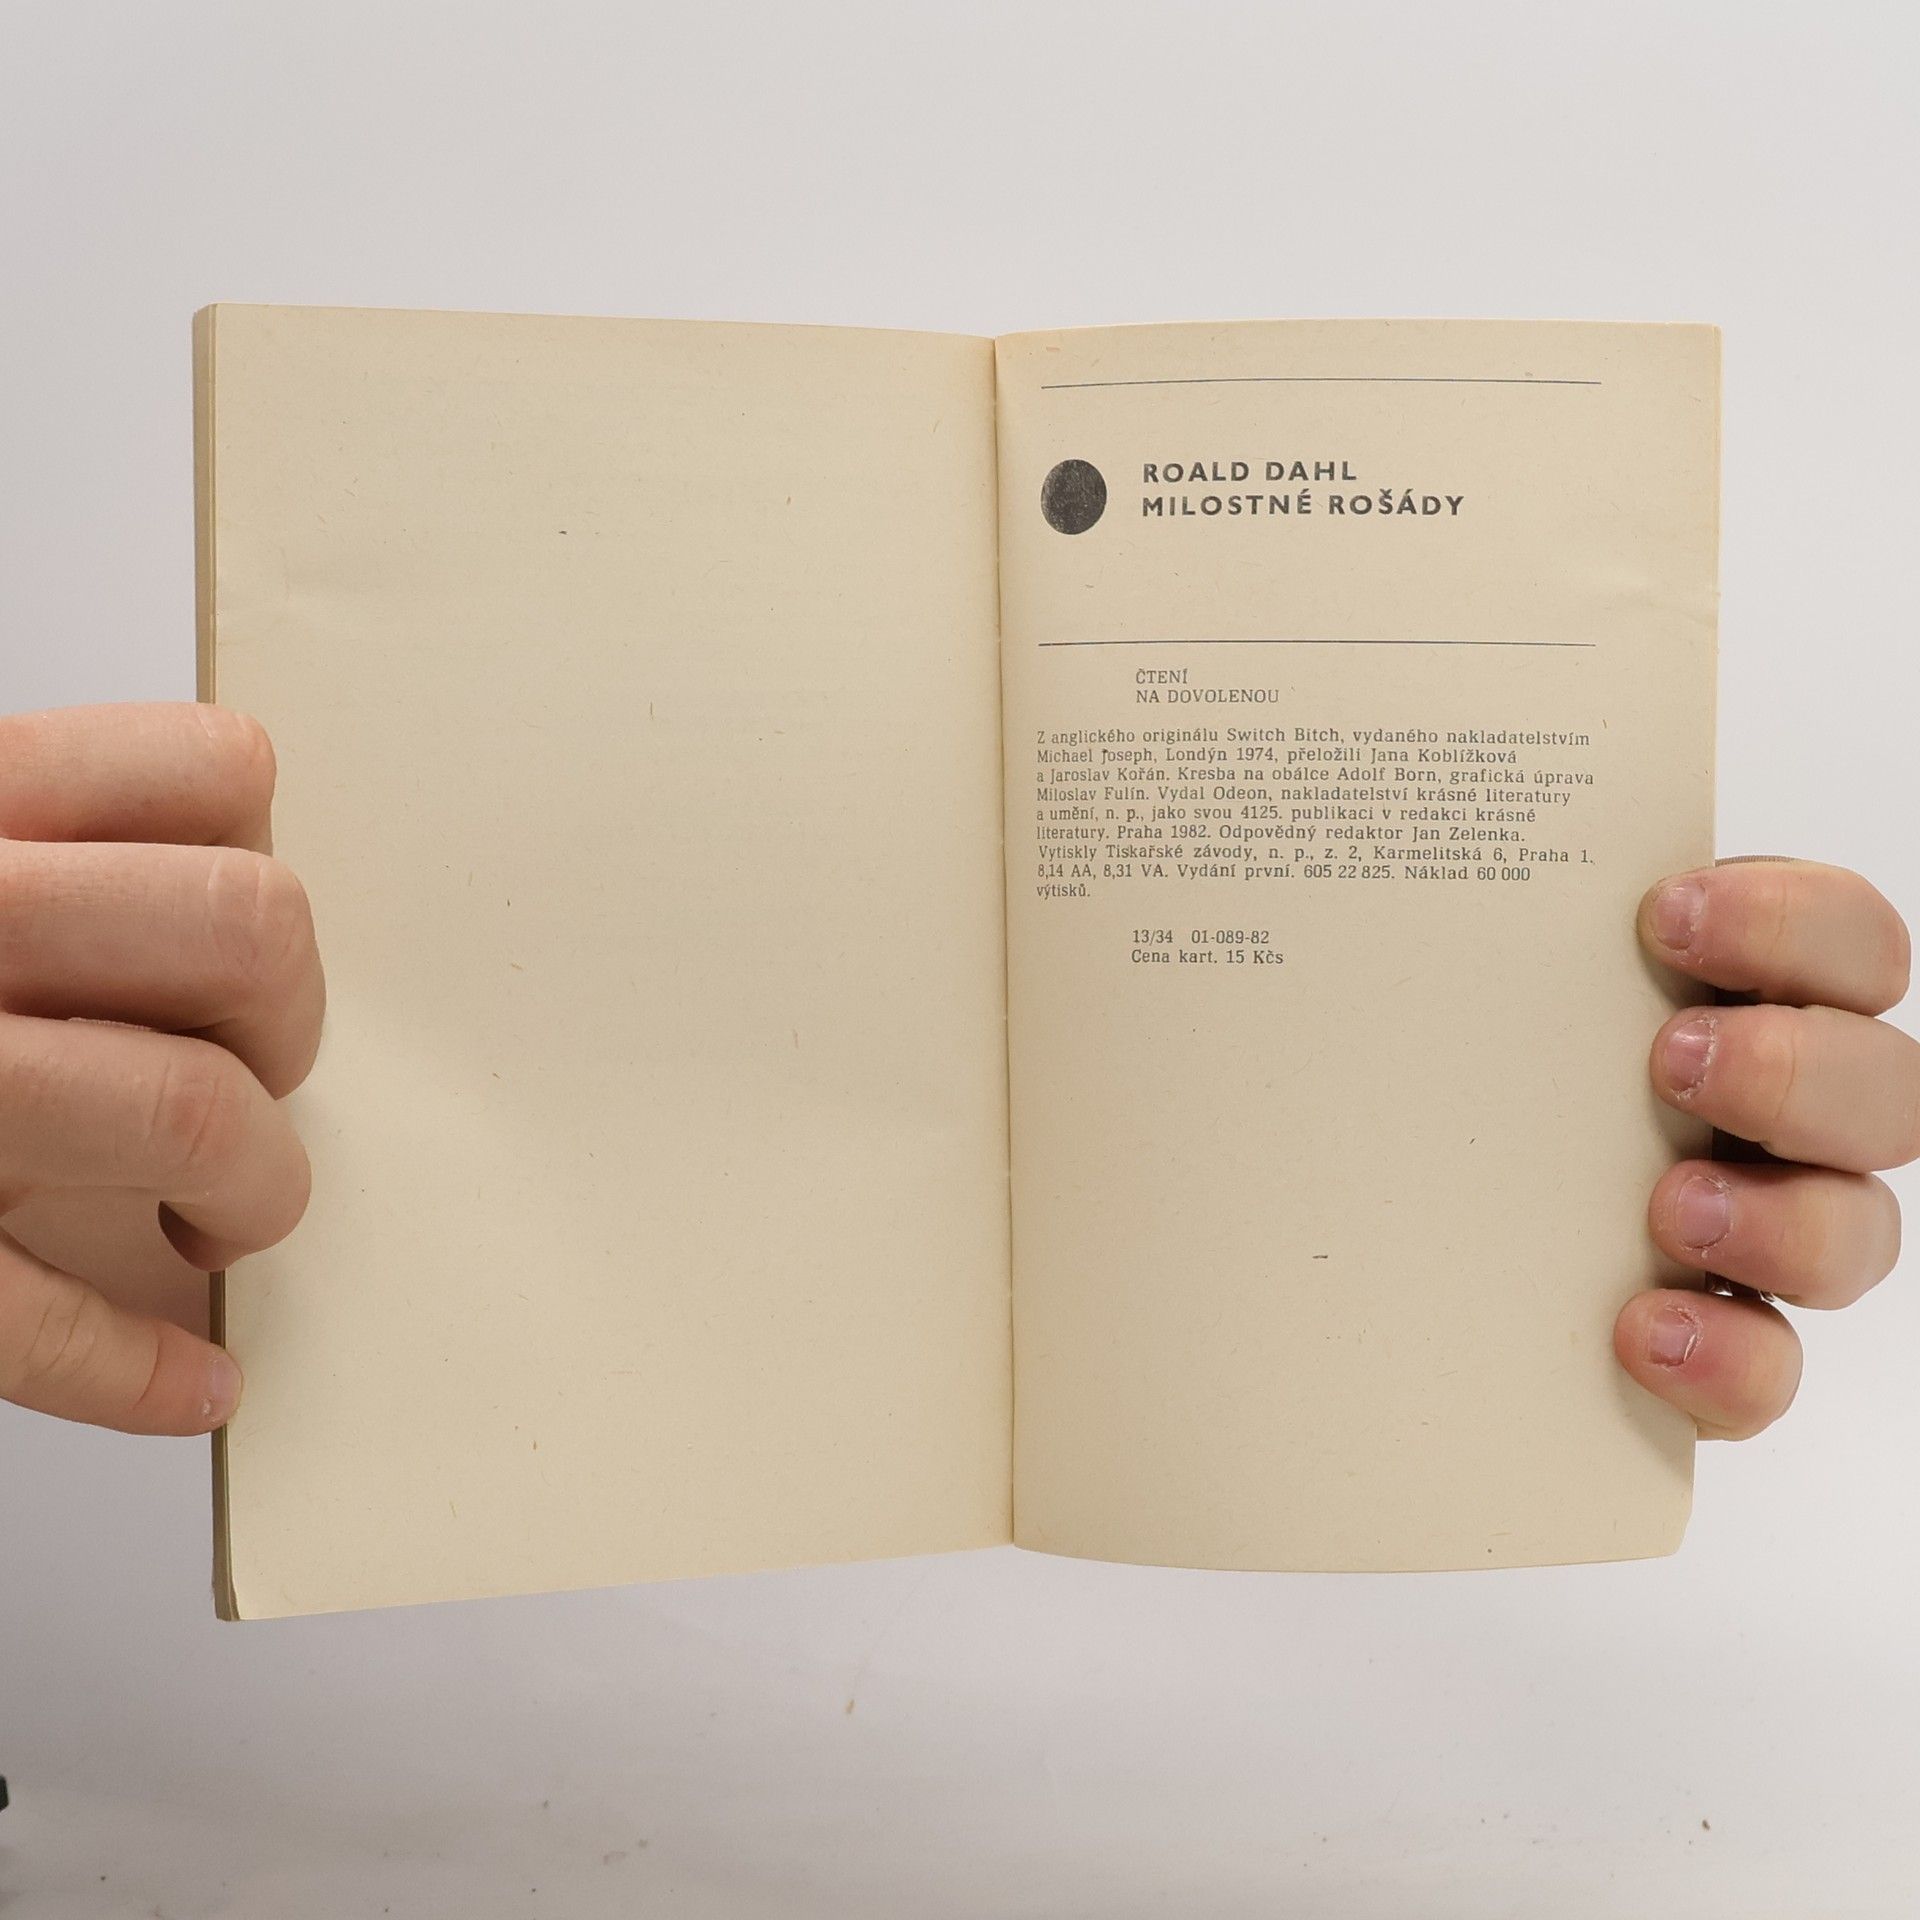 ROALD DAHL
MILOSTNÉ ROŠÁDY
ČTENÍ
NA DOVOLENOU
Z anglického originálu Switch Bitch, vydaného nakladatelstvím
Michael Joseph, Londýn 1974, přeložili Jana Koblížková
a Jaroslav Kořán. Kresba na obálce Adolf Born, grafická úprava
Miloslav Fulín. Vydal Odeon, nakladatelství krásné literatury
a umění, n. p., jako svou 4125. publikaci v redakci krásné
literatury. Praha 1982. Odpovědný redaktor Jan Zelenka.
Vytiskly Tiskařské závody, n. p., z. 2, Karmelitská 6, Praha 1.
8,14 AA, 8,31 VA. Vydání první. 605 22 825. Náklad 60 000
výtisků.
13/34 01-089-82
Cena kart. 15 Kčs